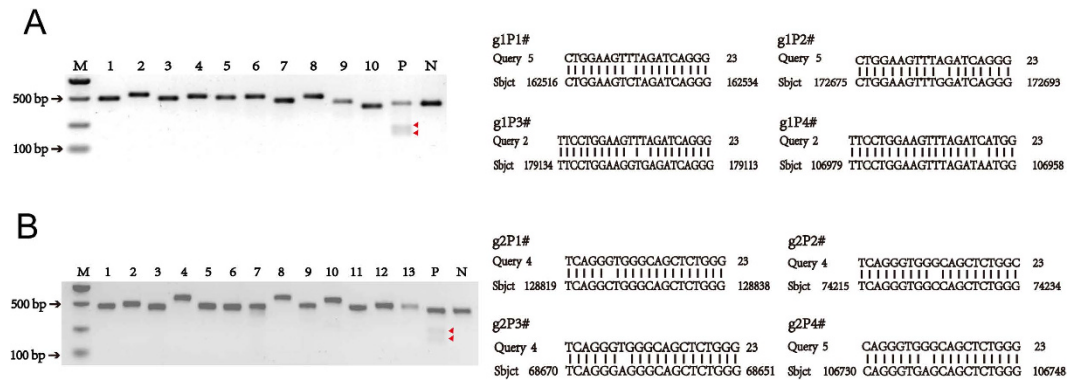 A
M 1 2 3 4 5 6 7 8 9 10 P N
500 bp
100 bp
g1P1#
Query 5 CTGGAAGTTTAGATCAGGG 23
Sbjct 162516 CTGGAAGTCTAGATCAGGG 162534
g1P2#
Query 5 CTGGAAGTTTAGATCAGGG 23
Sbjct 172675 CTGGAAGTTTGGATCAGGG 172693
g1P3#
Query 2 TTCCTGGAAGTTTAGATCAGGG 23
Sbjct 179134 TTCCTGGAAGGTGAGATCAGGG 179113
g1P4#
Query 2 TTCCTGGAAGTTTAGATCATGG 23
Sbjct 106979 TTCCTGGAAGTTTAGATAATGG 106958
B
M 1 2 3 4 5 6 7 8 9 10 11 12 13 P N
500 bp
100 bp
g2P1#
Query 4 TCAGGGTGGGCAGCTCTGGG 23
Sbjct 128819 TCAGGCTGGGCAGCTCTGGG 128838
g2P2#
Query 4 TCAGGGTGGGCAGCTCTGGC 23
Sbjct 74215 TCAGGGTGGCCAGCTCTGGG 74234
g2P3#
Query 4 TCAGGGTGGGCAGCTCTGGG 23
Sbjct 68670 TCAGGGAGGGCAGCTCTGGG 68651
g2P4#
Query 5 CAGGGTGGGCAGCTCTGGG 23
Sbjct 106730 CAGGGTGAGCAGCTCTGGG 106748